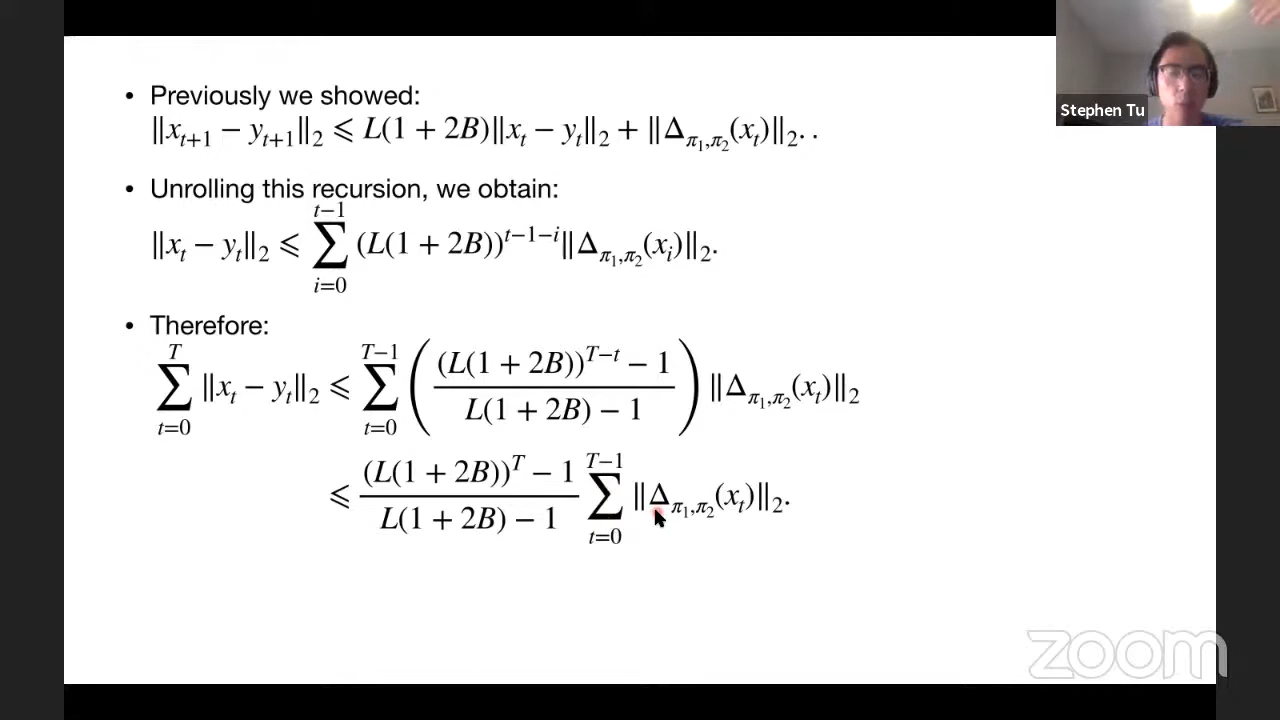 Stephen Tu
• Previously we showed:
‖x_{t+1} − y_{t+1}‖_2 ⩽ L(1 + 2B)‖x_t − y_t‖_2 + ‖Δ_{π_1,π_2}(x_t)‖_2. .
• Unrolling this recursion, we obtain:
‖x_t − y_t‖_2 ⩽ ∑_{i=0}^{t−1} (L(1 + 2B))^{t−1−i}‖Δ_{π_1,π_2}(x_i)‖_2.
• Therefore:
∑_{t=0}^{T} ‖x_t − y_t‖_2 ⩽ ∑_{t=0}^{T−1} ( \frac{(L(1 + 2B))^{T−t} − 1}{L(1 + 2B) − 1} ) ‖Δ_{π_1,π_2}(x_t)‖_2
⩽ \frac{(L(1 + 2B))^T − 1}{L(1 + 2B) − 1} ∑_{t=0}^{T−1} ‖Δ_{π_1,π_2}(x_t)‖_2.
zoom